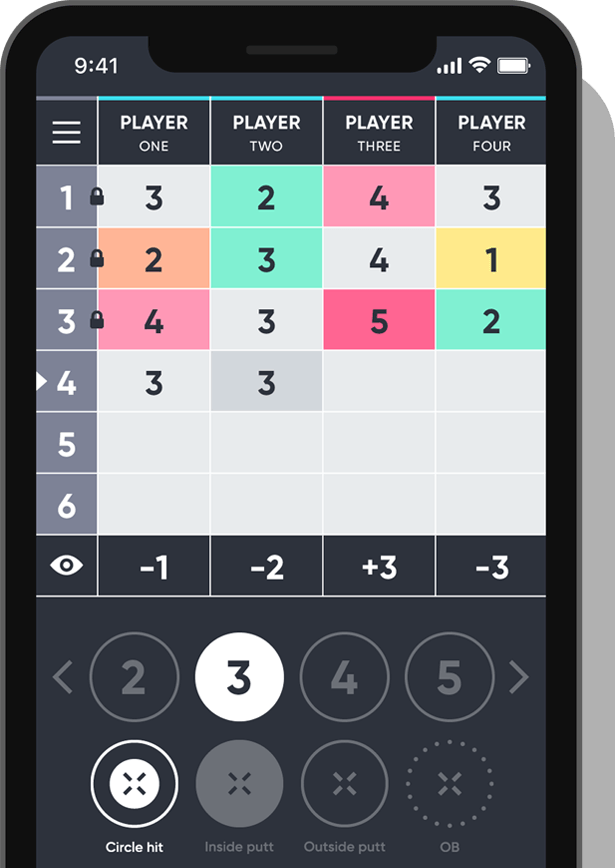 9:41
PLAYER PLAYER PLAYER PLAYER
ONE TWO THREE FOUR
1 3 2 4 3
2 2 3 4 1
3 4 3 5 2
4 3 3
5
6
-1 -2 +3 -3
2 3 4 5
Circle hit Inside putt Outside putt OB